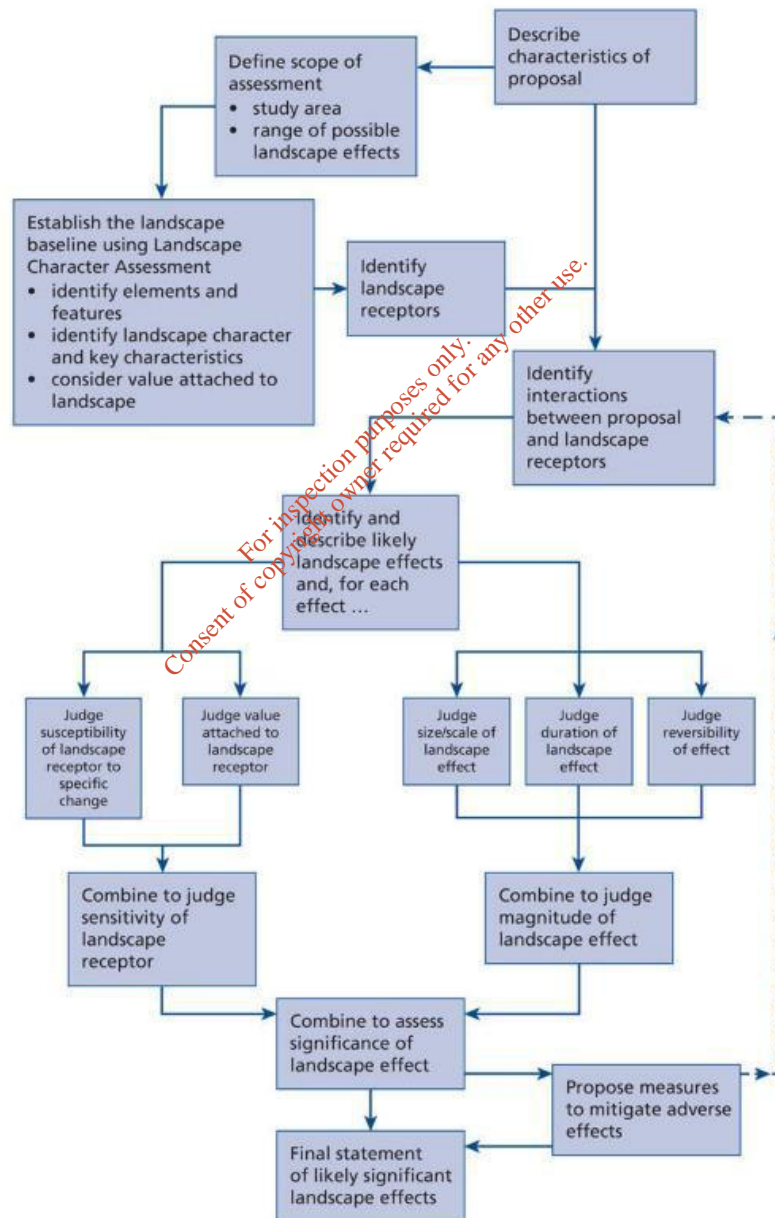 Describe
characteristics of
proposal
Define scope of
assessment
• study area
• range of possible
landscape effects
Establish the landscape
baseline using Landscape
Character Assessment
• identify elements and
features
• identify landscape character
and key characteristics
• consider value attached to
landscape
Identify
landscape
receptors
Identify
interactions
between proposal
and landscape
receptors
For inspection purposes only.
Consent of copyright owner required for any other use.
Identify and
describe likely
landscape effects
and, for each
effect ...
Judge
susceptibility
of landscape
receptor to
specific
change
Judge value
attached to
landscape
receptor
Judge
size/scale of
landscape
effect
Judge
duration of
landscape
effect
Judge
reversibility
of effect
Combine to judge
sensitivity of
landscape
receptor
Combine to judge
magnitude of
landscape effect
Combine to assess
significance of
landscape effect
Propose measures
to mitigate adverse
effects
Final statement
of likely significant
landscape effects